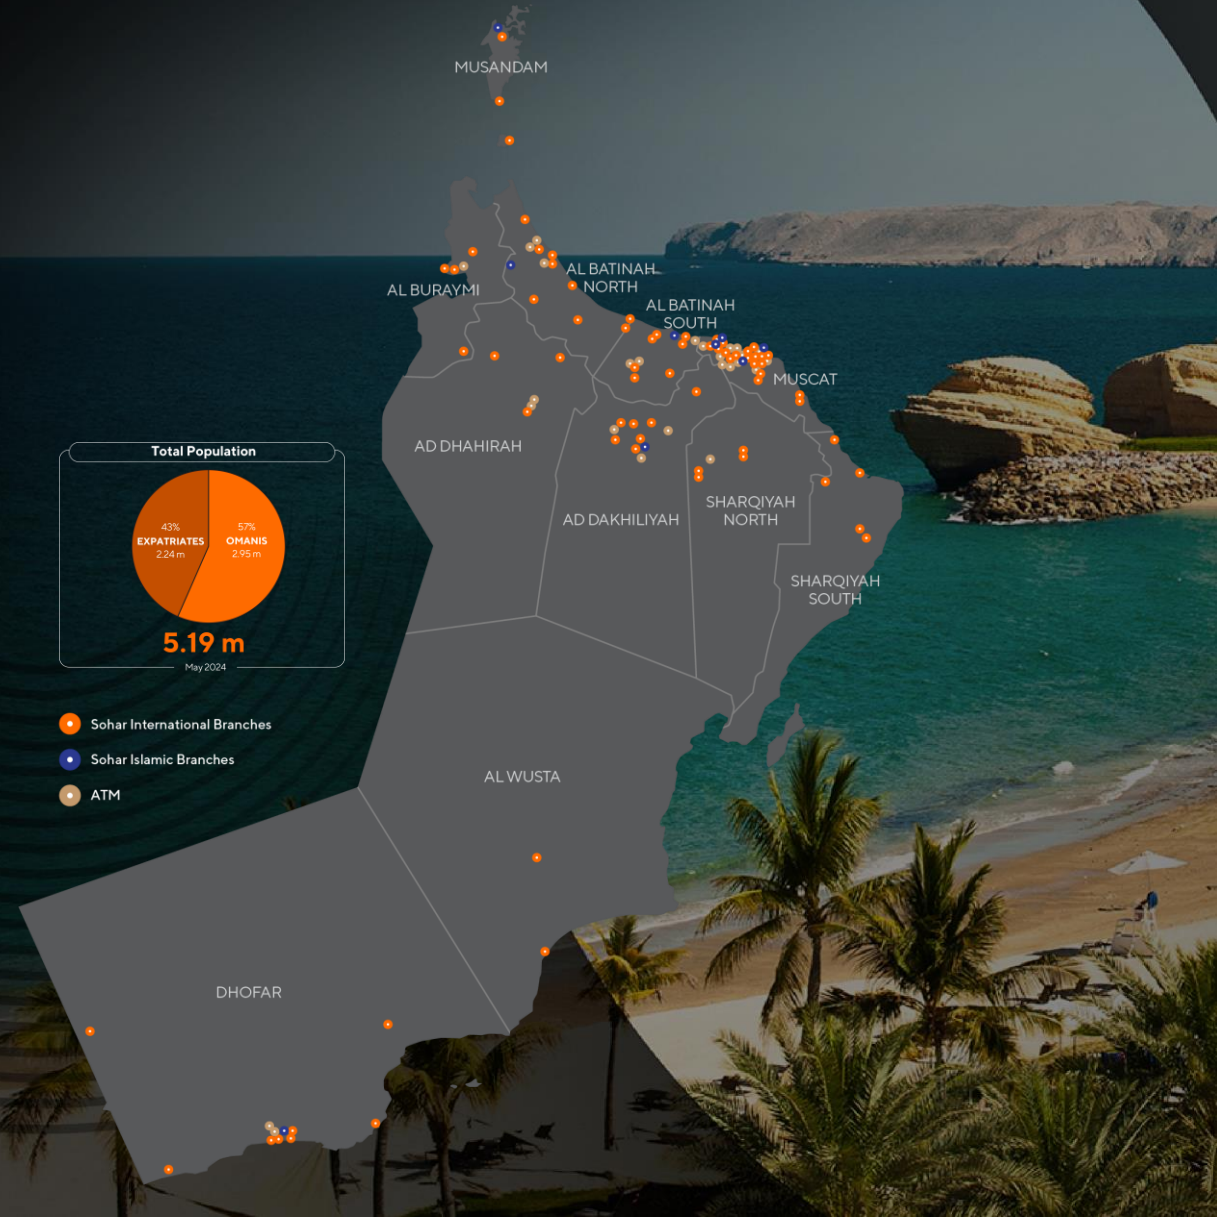 MUSANDAM
AL BURAYMI
AL BATINAH
NORTH
AL BATINAH
SOUTH
MUSCAT
AD DHAHIRAH
AD DAKHILIYAH
SHARQIYAH
NORTH
SHARQIYAH
SOUTH
Total Population
43%
EXPATRIATES
2.24 m
57%
OMANIS
2.95 m
5.19 m
May 2024
Sohar International Branches
Sohar Islamic Branches
ATM
AL WUSTA
DHOFAR